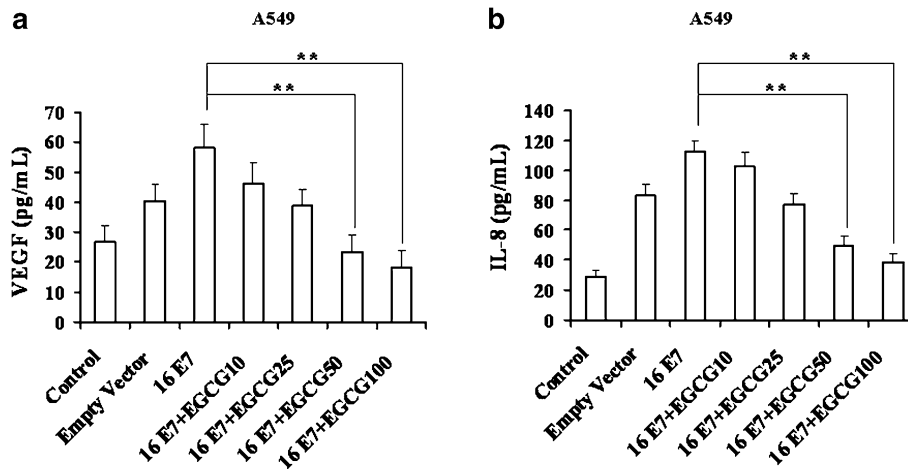 a
A549
**
**
VEGF (pg/mL)
70
60
50
40
30
20
10
0
Control
Empty Vector
16 E7
16 E7+EGCG10
16 E7+EGCG25
16 E7+EGCG50
16 E7+EGCG100
b
A549
**
**
IL-8 (pg/mL)
140
120
100
80
60
40
20
0
Control
Empty Vector
16 E7
16 E7+EGCG10
16 E7+EGCG25
16 E7+EGCG50
16 E7+EGCG100